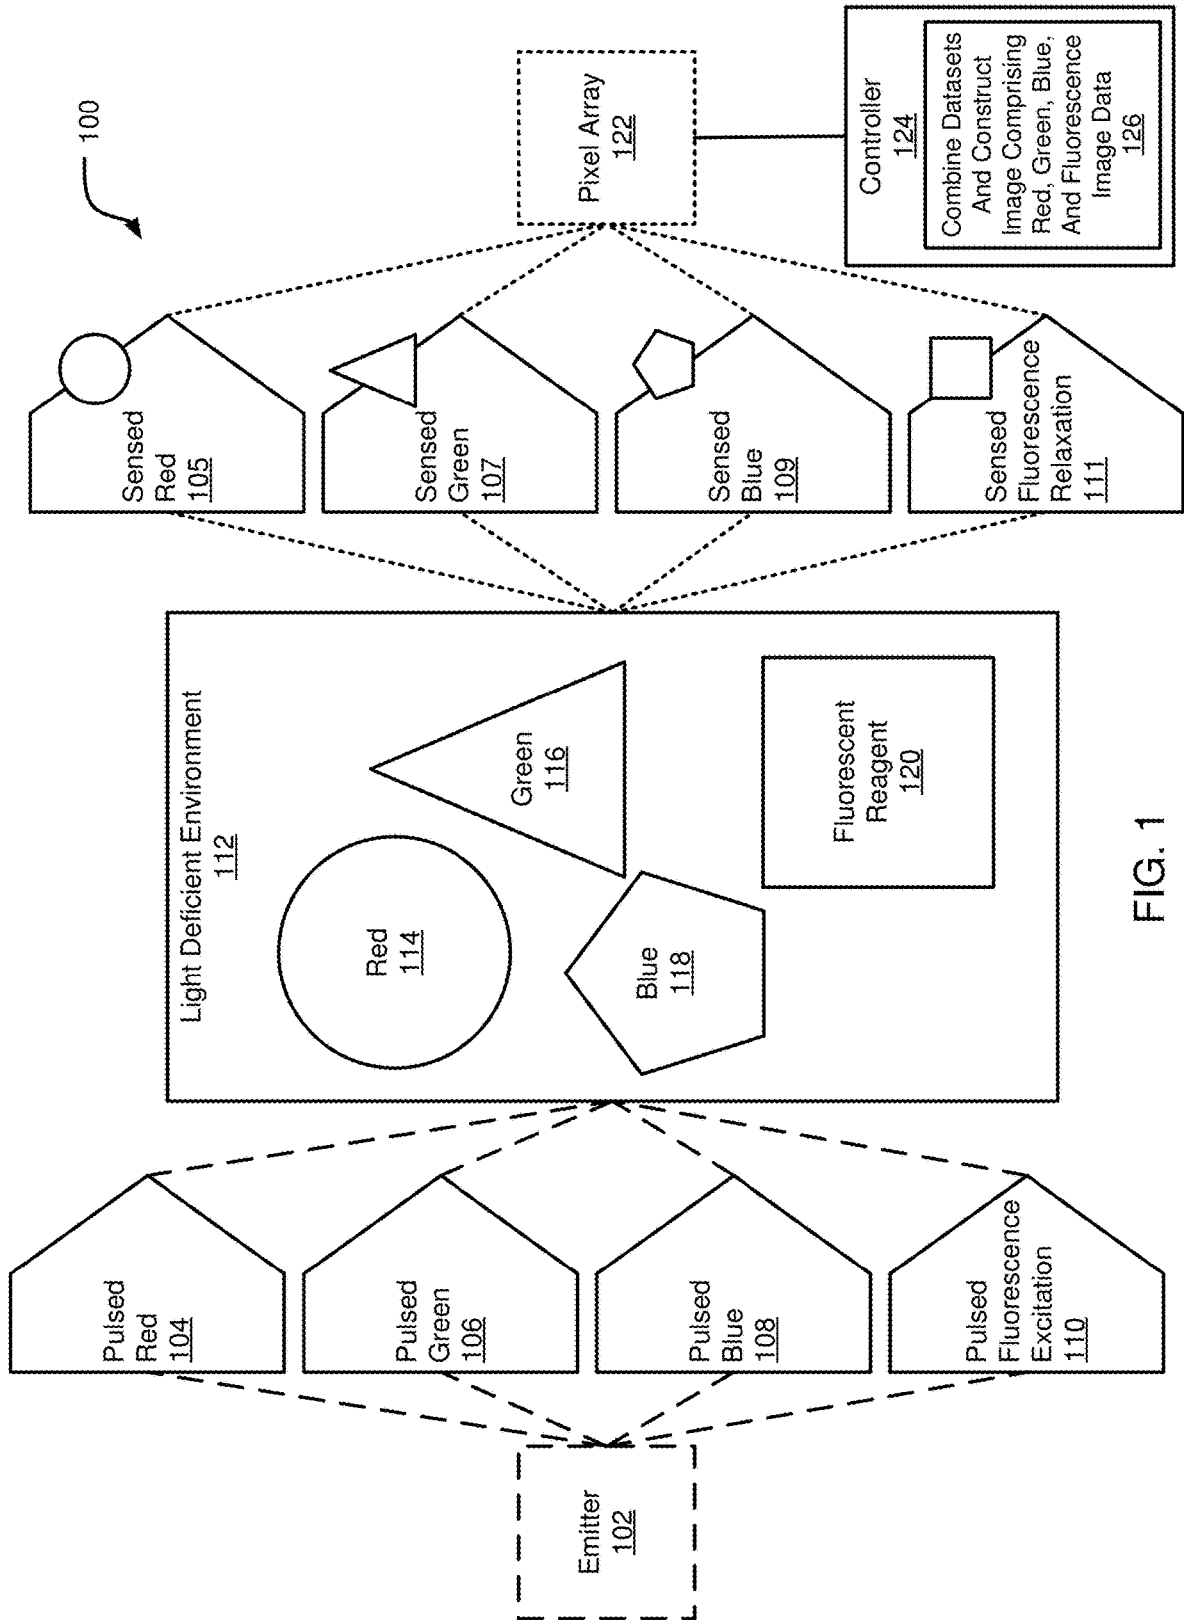 100
Emitter
102
Pulsed
Red
104
Pulsed
Green
106
Pulsed
Blue
108
Pulsed
Fluorescence
Excitation
110
Light Deficient Environment
112
Red
114
Green
116
Blue
118
Fluorescent
Reagent
120
Sensed
Red
105
Sensed
Green
107
Sensed
Blue
109
Sensed
Fluorescence
Relaxation
111
Pixel Array
122
Controller
124
Combine Datasets
And Construct
Image Comprising
Red, Green, Blue,
And Fluorescence
Image Data
126
FIG. 1